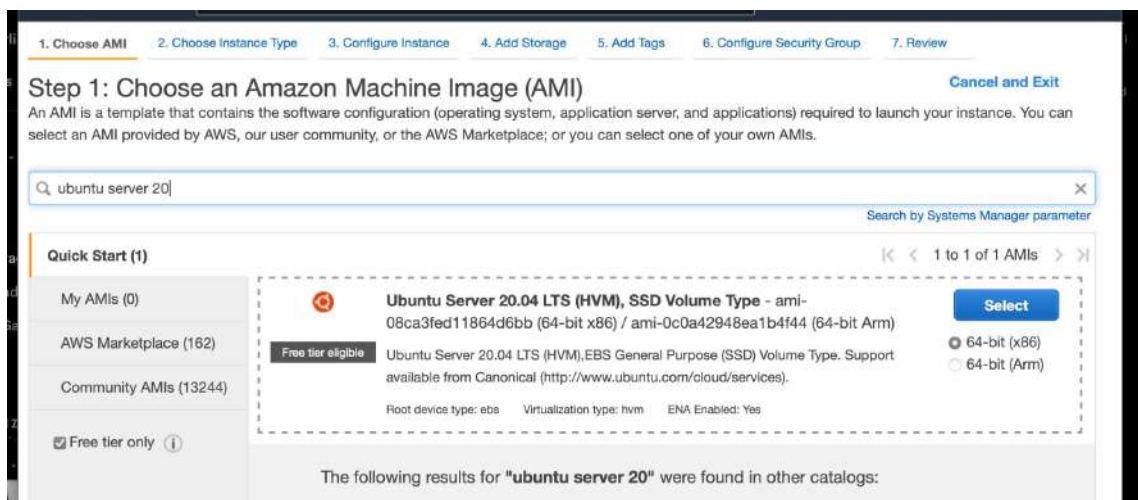 1. Choose AMI 2. Choose Instance Type 3. Configure Instance 4. Add Storage 5. Add Tags 6. Configure Security Group 7. Review
Step 1: Choose an Amazon Machine Image (AMI)
Cancel and Exit
An AMI is a template that contains the software configuration (operating system, application server, and applications) required to launch your instance. You can
select an AMI provided by AWS, our user community, or the AWS Marketplace; or you can select one of your own AMIs.
ubuntu server 20
Search by Systems Manager parameter
Quick Start (1)
1 to 1 of 1 AMIs
My AMIs (0)
AWS Marketplace (162)
Community AMIs (13244)
Free tier only
Free tier eligible
Ubuntu Server 20.04 LTS (HVM), SSD Volume Type - ami-
08ca3fed11864d6bb (64-bit x86) / ami-0c0a42948ea1b4f44 (64-bit Arm)
Ubuntu Server 20.04 LTS (HVM),EBS General Purpose (SSD) Volume Type. Support
available from Canonical (http://www.ubuntu.com/cloud/services).
Root device type: ebs Virtualization type: hvm ENA Enabled: Yes
Select
64-bit (x86)
64-bit (Arm)
The following results for "ubuntu server 20" were found in other catalogs: